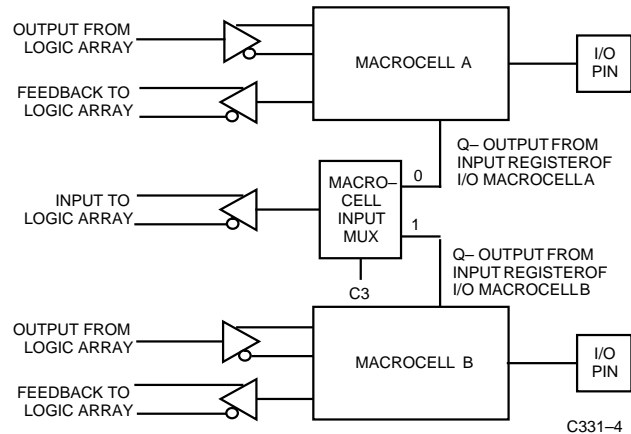 OUTPUT FROM
LOGIC ARRAY
MACROCELL A
I/O
PIN
FEEDBACK TO
LOGIC ARRAY
Q– OUTPUT FROM
INPUT REGISTEROF
I/O MACROCELLA
0
MACRO–
CELL
INPUT
MUX
INPUT TO
LOGIC ARRAY
1
C3
Q– OUTPUT FROM
INPUT REGISTEROF
I/O MACROCELLB
OUTPUT FROM
LOGIC ARRAY
MACROCELL B
I/O
PIN
FEEDBACK TO
LOGIC ARRAY
C331–4